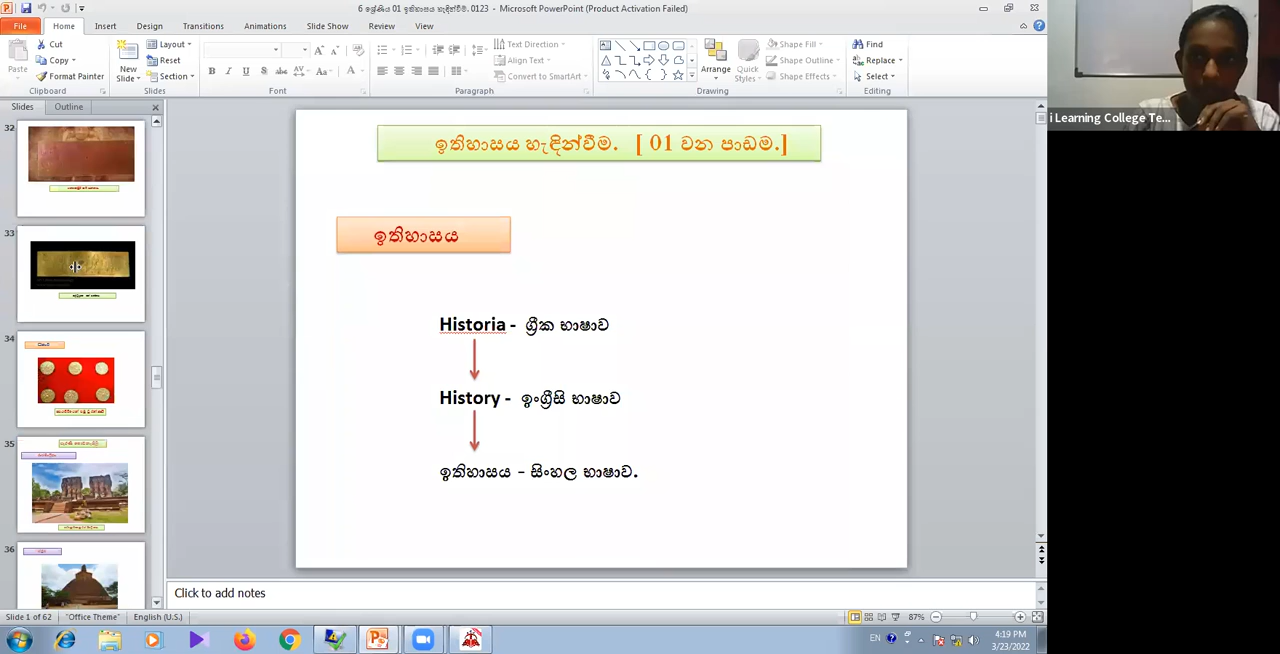 6 ශ්‍රේණිය 01 ඉතිහාසය හැඳින්වීම. 0123 - Microsoft PowerPoint (Product Activation Failed)
File Home Insert Design Transitions Animations Slide Show Review View
Paste
Cut
Copy
Format Painter
Clipboard
New Slide
Layout
Reset
Section
Slides
B I U S abc AV Aa A
Font
Text Direction
Align Text
Convert to SmartArt
Paragraph
Arrange
Quick Styles
Shape Fill
Shape Outline
Shape Effects
Drawing
Find
Replace
Select
Editing
Slides Outline
32
33
34
35
36
ඉතිහාසය හැඳින්වීම. [ 01 වන පාඩම.]
ඉතිහාසය
Historia - ග්‍රීක භාෂාව
History - ඉංග්‍රීසි භාෂාව
ඉතිහාසය - සිංහල භාෂාව.
i Learning College Te...
Click to add notes
Slide 1 of 62 "Office Theme" English (U.S.) 87%
EN 4:19 PM
3/23/2022